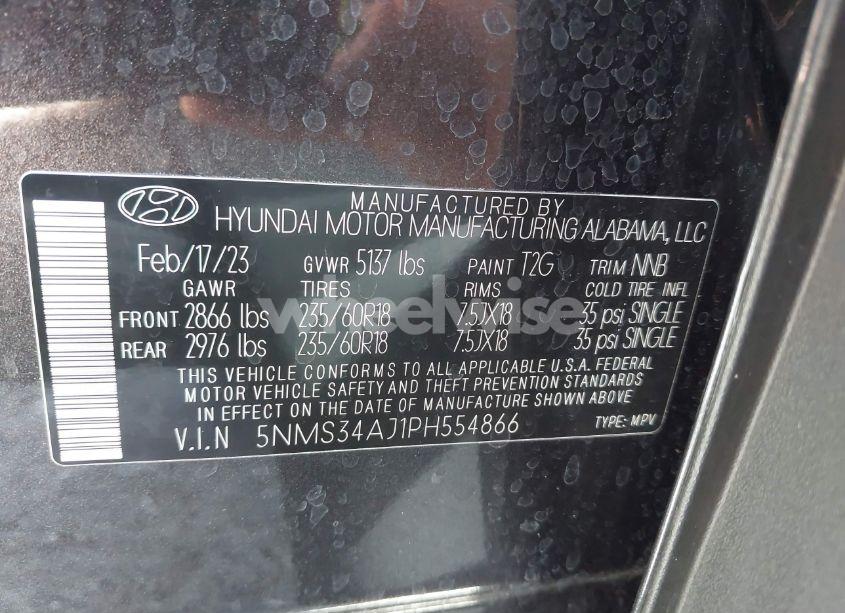 MANUFACTURED BY
HYUNDAI MOTOR MANUFACTURING ALABAMA, LLC
Feb/17/23 GVWR 5137 lbs PAINT T2G TRIM NNB
GAWR TIRES RIMS COLD TIRE INFL
FRONT 2866 lbs 235/60R18 7.5JX18 35 psi SINGLE
REAR 2976 lbs 235/60R18 7.5JX18 35 psi SINGLE
THIS VEHICLE CONFORMS TO ALL APPLICABLE U.S.A. FEDERAL
MOTOR VEHICLE SAFETY AND THEFT PREVENTION STANDARDS
IN EFFECT ON THE DATE OF MANUFACTURE SHOWN ABOVE
V.I.N 5NMS34AJ1PH554866 TYPE: MPV
wheelwise